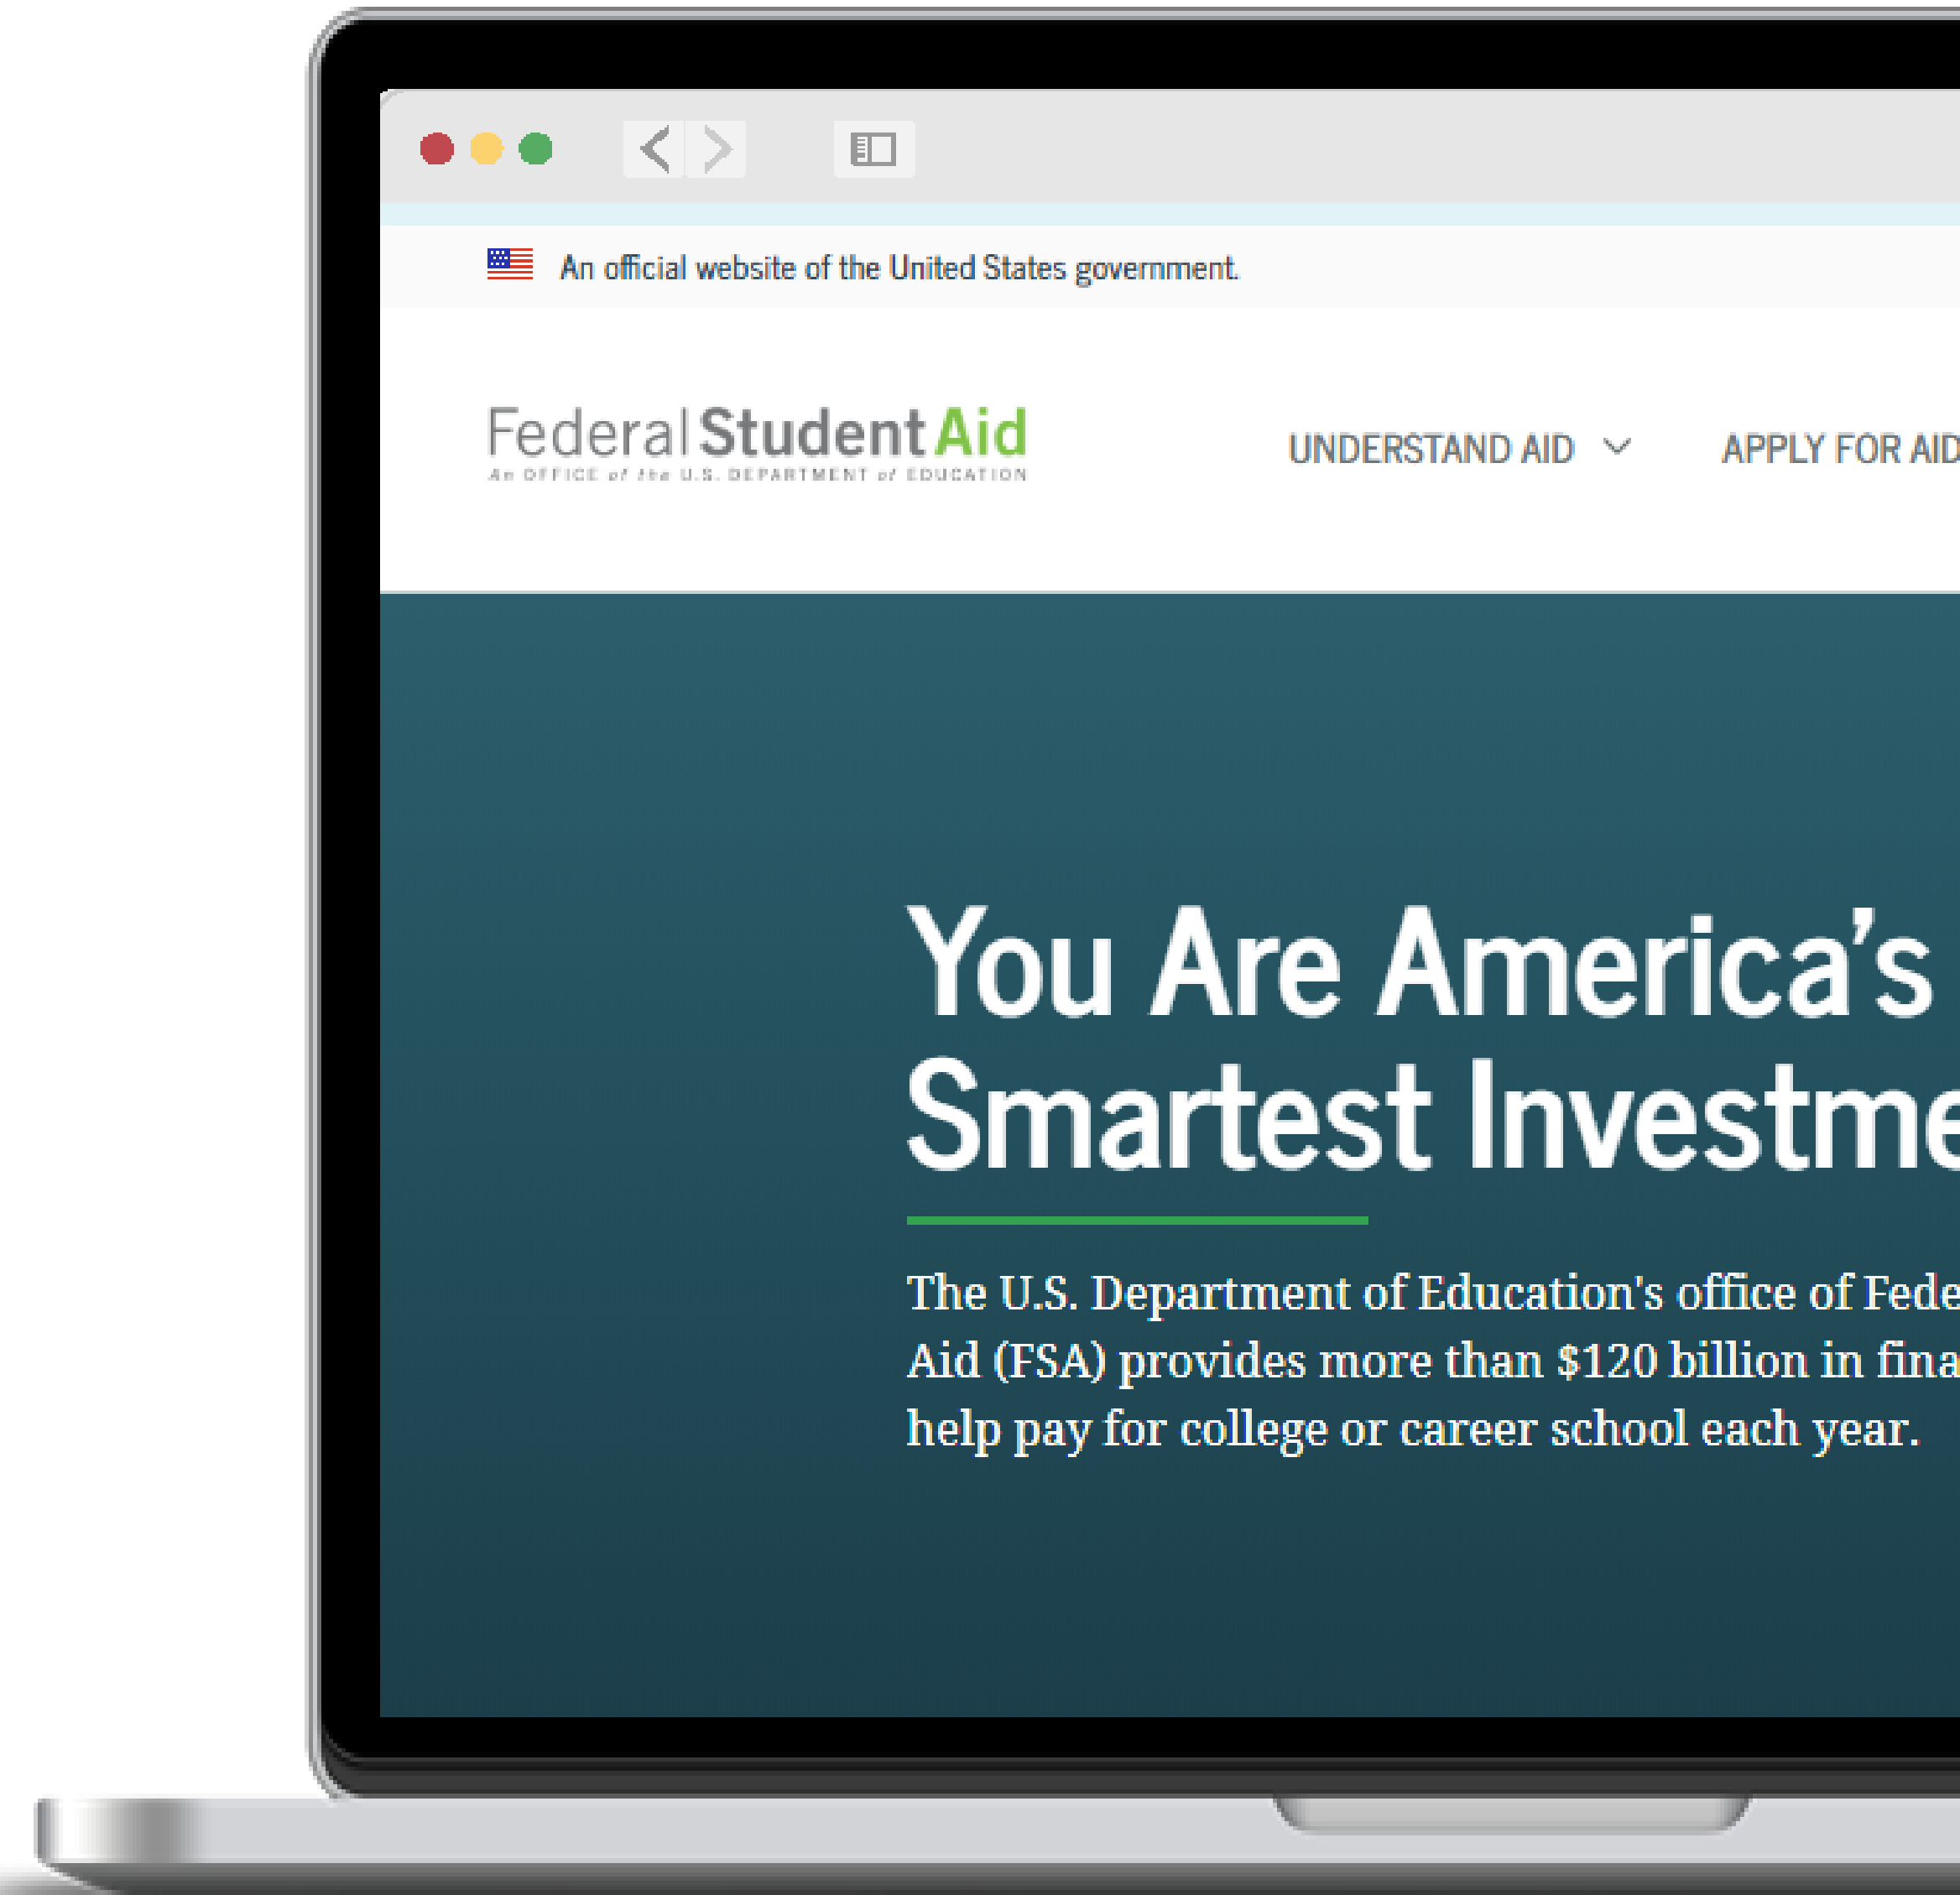 An official website of the United States government.
Federal Student Aid
An OFFICE of the U.S. DEPARTMENT of EDUCATION
UNDERSTAND AID APPLY FOR AID
You Are America's
Smartest Investme
The U.S. Department of Education's office of Fede
Aid (FSA) provides more than $120 billion in fina
help pay for college or career school each year.